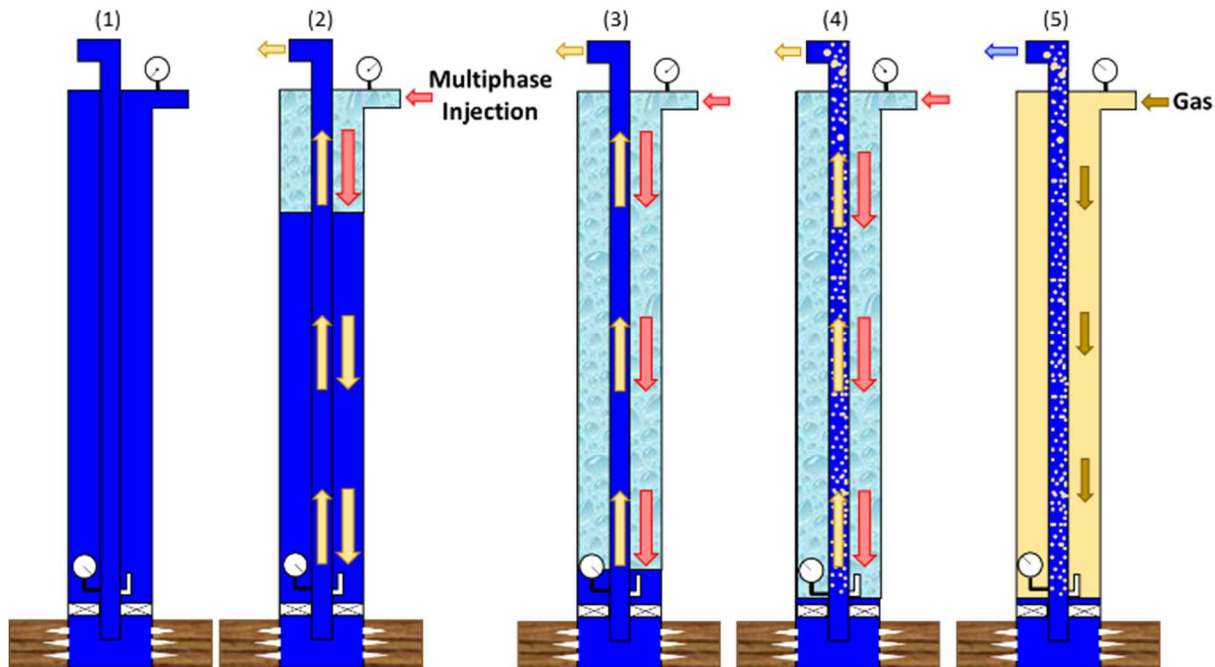 (1)
(2)
(3)
(4)
(5)
Multiphase
Injection
Gas